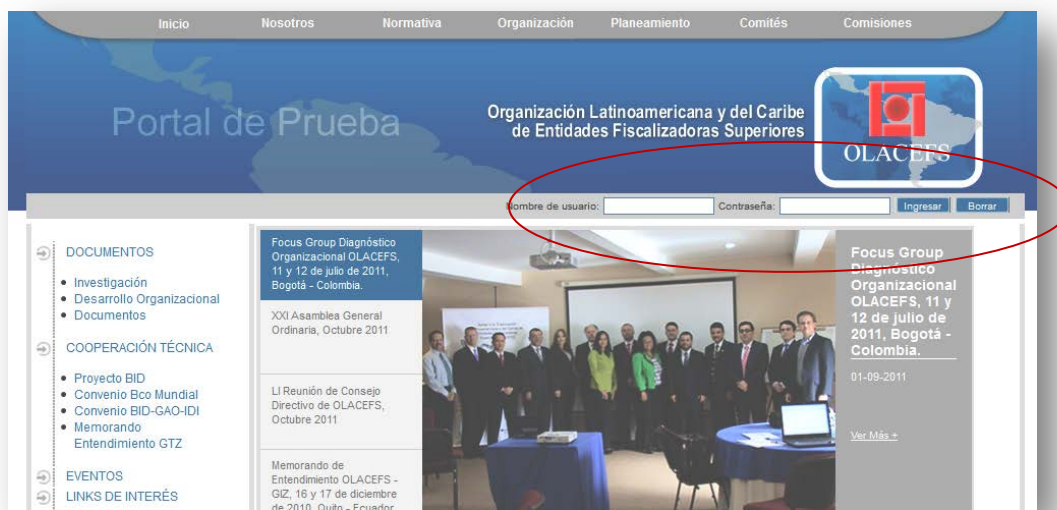 Inicio Nosotros Normativa Organización Planeamiento Comités Comisiones
Portal de Prueba
Organización Latinoamericana y del Caribe
de Entidades Fiscalizadoras Superiores
OLACEFS
Nombre de usuario: Contraseña: Ingresar Borrar
DOCUMENTOS
Investigación
Desarrollo Organizacional
Documentos
COOPERACIÓN TÉCNICA
Proyecto BID
Convenio Bco Mundial
Convenio BID-GAO-IDI
Memorando
Entendimiento GTZ
EVENTOS
LINKS DE INTERÉS
Focus Group Diagnóstico
Organizacional OLACEFS,
11 y 12 de julio de 2011,
Bogotá - Colombia.
XXI Asamblea General
Ordinaria, Octubre 2011
LI Reunión de Consejo
Directivo de OLACEFS,
Octubre 2011
Memorando de
Entendimiento OLACEFS -
GIZ, 16 y 17 de diciembre
de 2010, Quito - Ecuador
Focus Group
Diagnóstico
Organizacional
OLACEFS, 11 y
12 de julio de
2011, Bogotá -
Colombia.
01-09-2011
Ver Más +